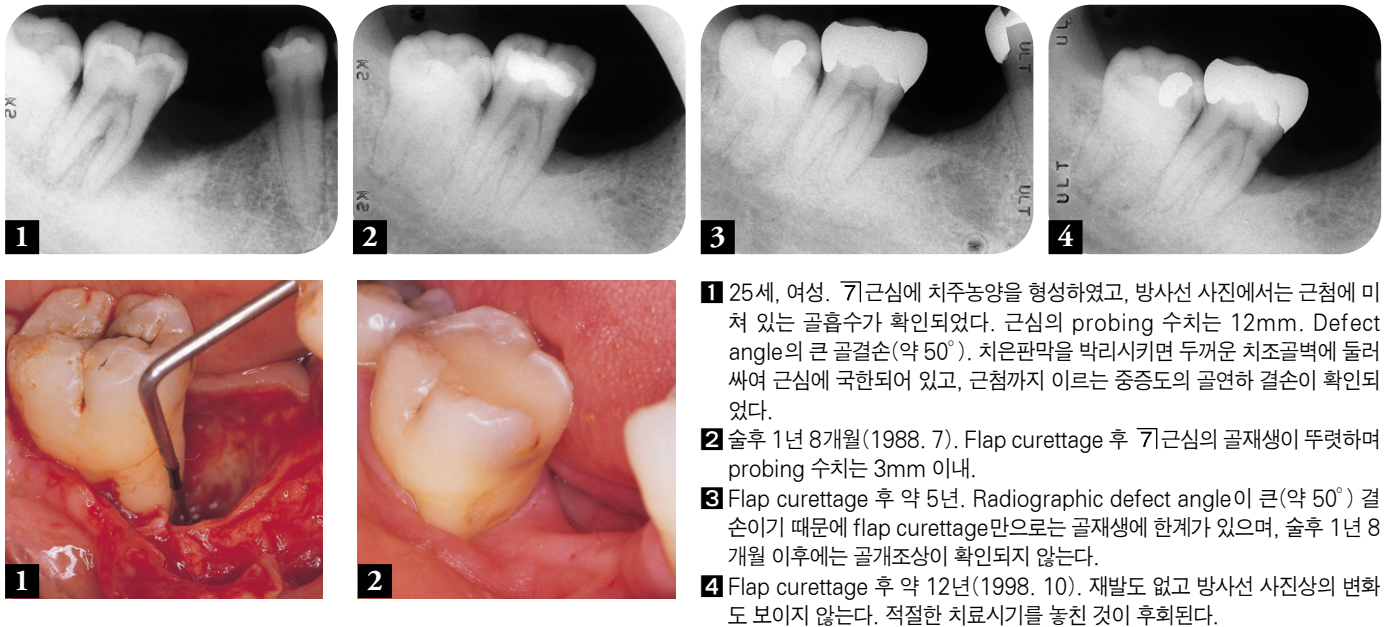 KS
1
KS
KS
2
ULT
ULT
3
ULT
ULT
4
1
2
1 25세, 여성. 7근심에 치주농양을 형성하였고, 방사선 사진에서는 근첨에 미
쳐 있는 골흡수가 확인되었다. 근심의 probing 수치는 12mm. Defect
angle의 큰 골결손(약 50°). 치은판막을 박리시키면 두꺼운 치조골벽에 둘러
싸여 근심에 국한되어 있고, 근첨까지 이르는 중증도의 골연하 결손이 확인되
었다.
2 술후 1년 8개월(1988. 7). Flap curettage 후 7근심의 골재생이 뚜렷하며
probing 수치는 3mm 이내.
3 Flap curettage 후 약 5년. Radiographic defect angle이 큰(약 50°) 결
손이기 때문에 flap curettage만으로는 골재생에 한계가 있으며, 술후 1년 8
개월 이후에는 골개조상이 확인되지 않는다.
4 Flap curettage 후 약 12년(1998. 10). 재발도 없고 방사선 사진상의 변화
도 보이지 않는다. 적절한 치료시기를 놓친 것이 후회된다.